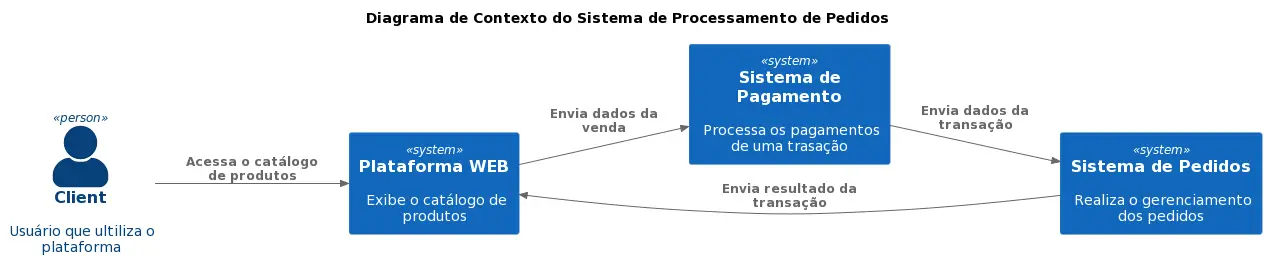 Diagrama de Contexto do Sistema de Processamento de Pedidos
«person»
Client
Usuário que ultiliza o
plataforma
Acessa o catálogo
de produtos
«system»
Plataforma WEB
Exibe o catálogo de
produtos
Envia dados da
venda
«system»
Sistema de
Pagamento
Processa os pagamentos
de uma trasação
Envia dados da
transação
«system»
Sistema de Pedidos
Realiza o gerenciamento
dos pedidos
Envia resultado da
transação